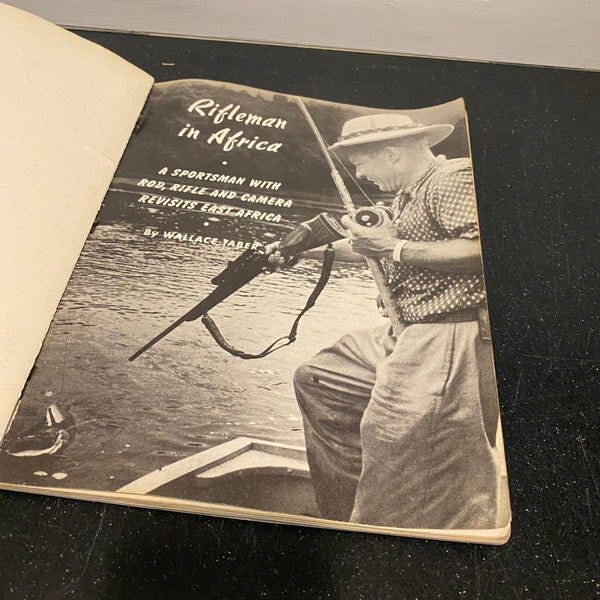 Rifleman
in Africa
A SPORTSMAN WITH
ROD, RIFLE AND CAMERA
REVISITS EAST AFRICA
By WALLACE TABER